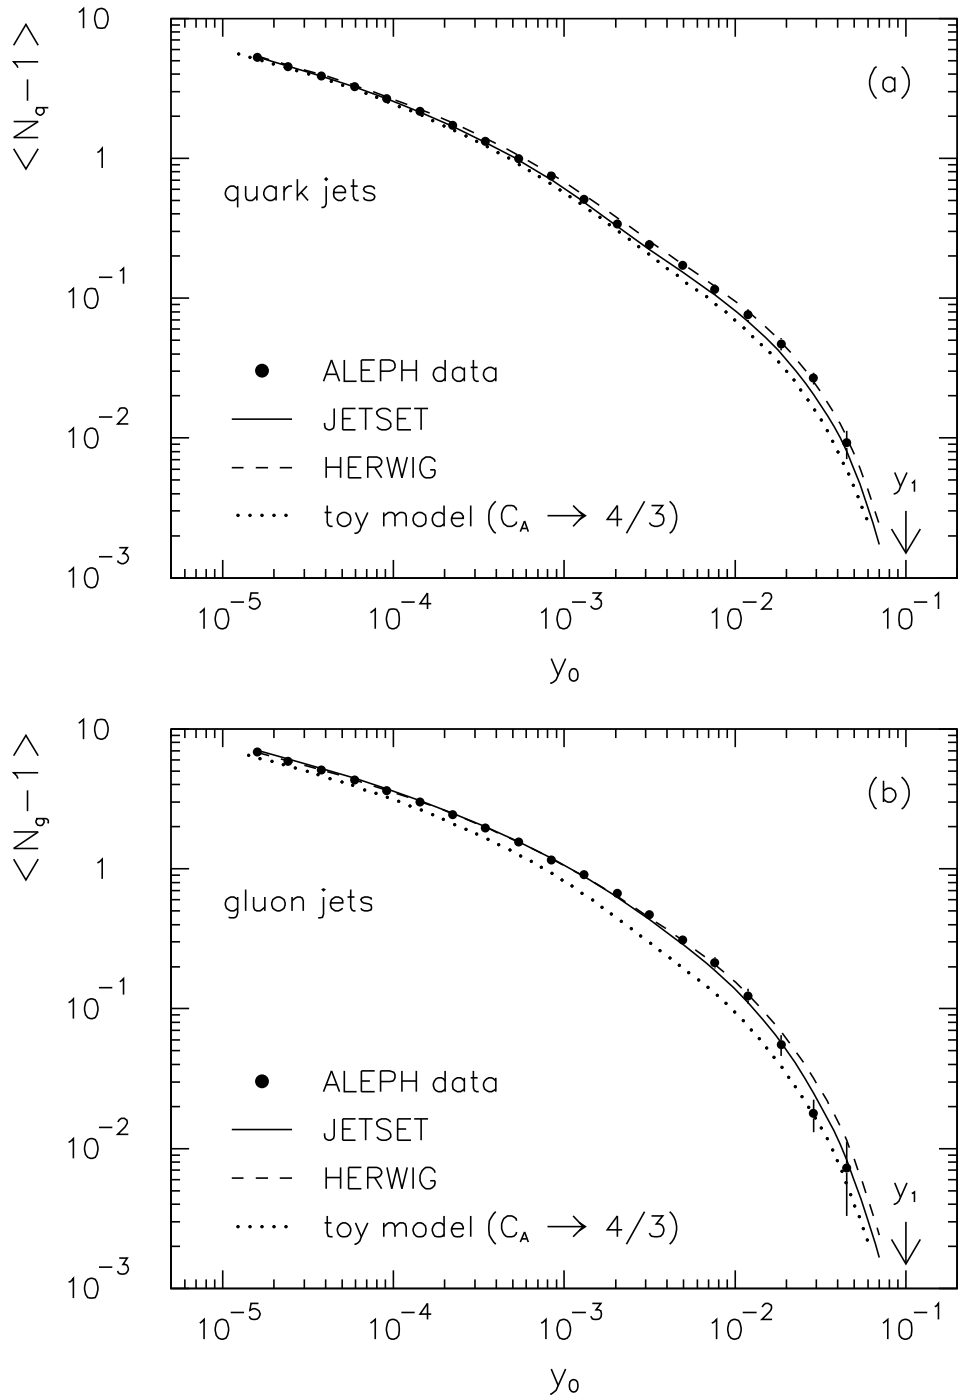 10
<N_q − 1>
(a)
1
quark jets
10^−1
ALEPH data
JETSET
10^−2
HERWIG
y_1
toy model (C_A → 4/3)
10^−3
10^−5 10^−4 10^−3 10^−2 10^−1
y_0
10
<N_g − 1>
(b)
1
gluon jets
10^−1
ALEPH data
JETSET
10^−2
HERWIG
y_1
toy model (C_A → 4/3)
10^−3
10^−5 10^−4 10^−3 10^−2 10^−1
y_0